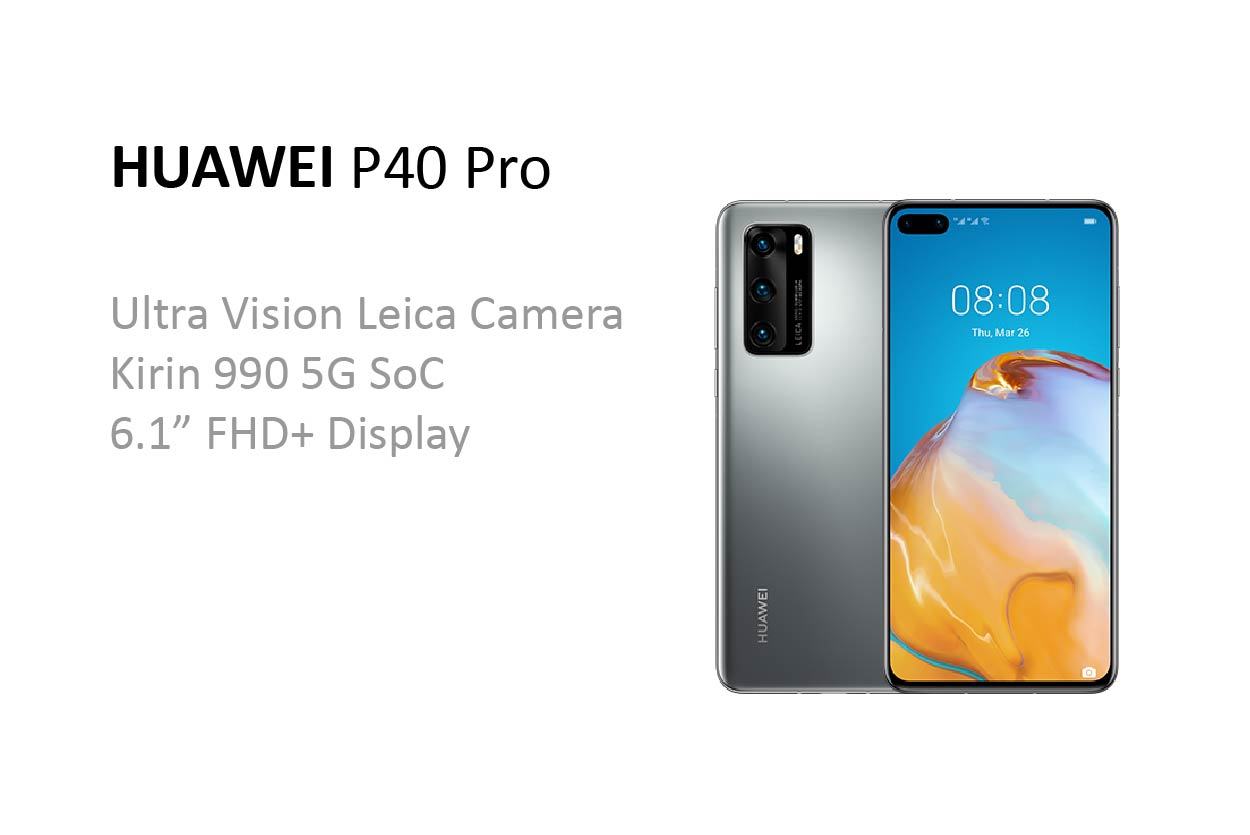 HUAWEI P40 Pro
Ultra Vision Leica Camera
Kirin 990 5G SoC
6.1” FHD+ Display
08:08
Thu, Mar 26
LEICA
HUAWEI